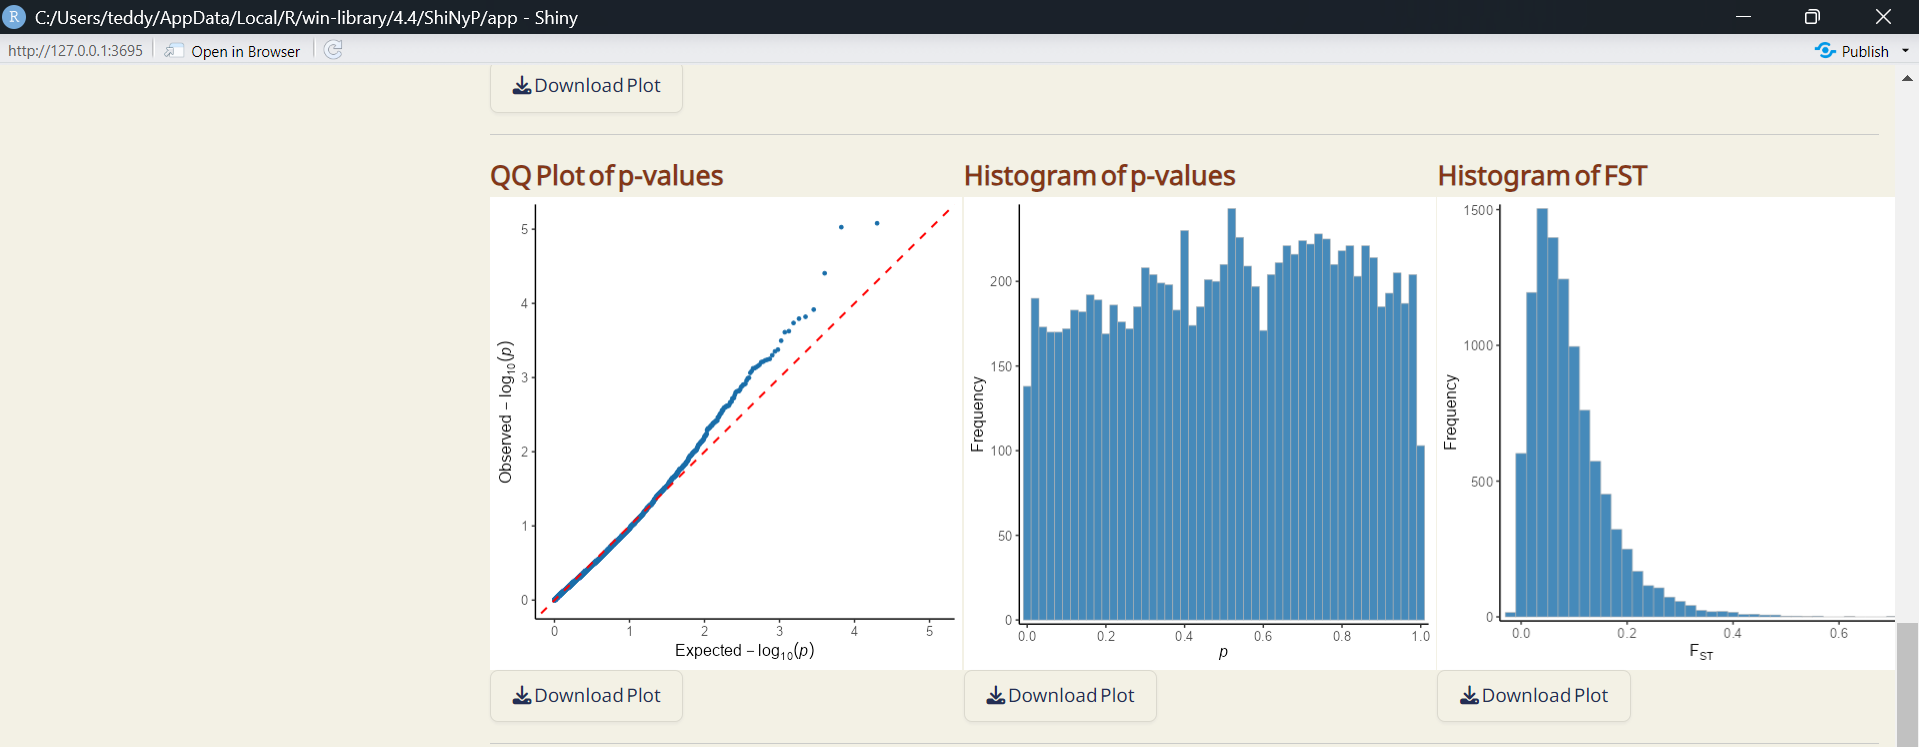 R C:/Users/teddy/AppData/Local/R/win-library/4.4/ShiNyP/app - Shiny
http://127.0.0.1:3695 Open in Browser Publish
Download Plot
QQ Plot of p-values
5
4
3
2
1
0
Observed − log10(p)
0 1 2 3 4 5
Expected − log10(p)
Download Plot
Histogram of p-values
200
150
100
50
0
Frequency
0.0 0.2 0.4 0.6 0.8 1.0
p
Download Plot
Histogram of FST
1500
1000
500
0
Frequency
0.0 0.2 0.4 0.6
FST
Download Plot